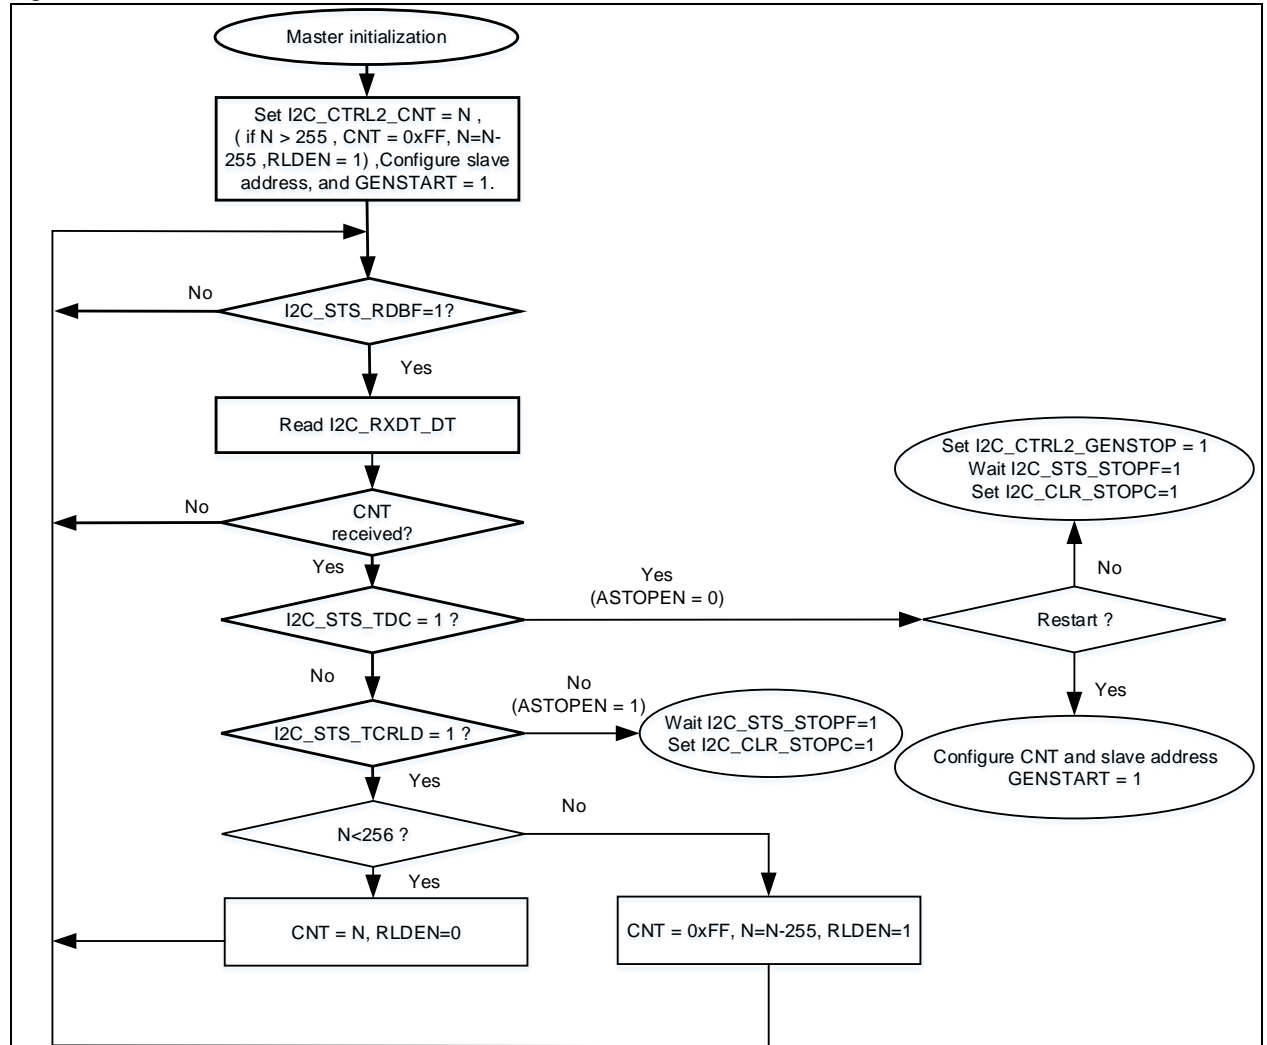 Master initialization
Set I2C_CTRL2_CNT = N ,
( if N > 255 , CNT = 0xFF, N=N-
255 ,RLDEN = 1) ,Configure slave
address, and GENSTART = 1.
No
I2C_STS_RDBF=1?
Yes
Read I2C_RXDT_DT
No
CNT
received?
Yes
I2C_STS_TDC = 1 ?
Yes
(ASTOPEN = 0)
Restart ?
No
Set I2C_CTRL2_GENSTOP = 1
Wait I2C_STS_STOPF=1
Set I2C_CLR_STOPC=1
Yes
Configure CNT and slave address
GENSTART = 1
No
I2C_STS_TCRLD = 1 ?
No
(ASTOPEN = 1)
Wait I2C_STS_STOPF=1
Set I2C_CLR_STOPC=1
Yes
N<256 ?
No
Yes
CNT = N, RLDEN=0
CNT = 0xFF, N=N-255, RLDEN=1